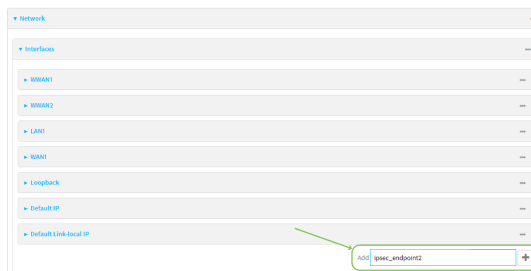 Network
Interfaces
WWAN1
WWAN2
LAN1
WAN1
Loopback
Default IP
Default Link-local IP
Add ipsec_endpoint2